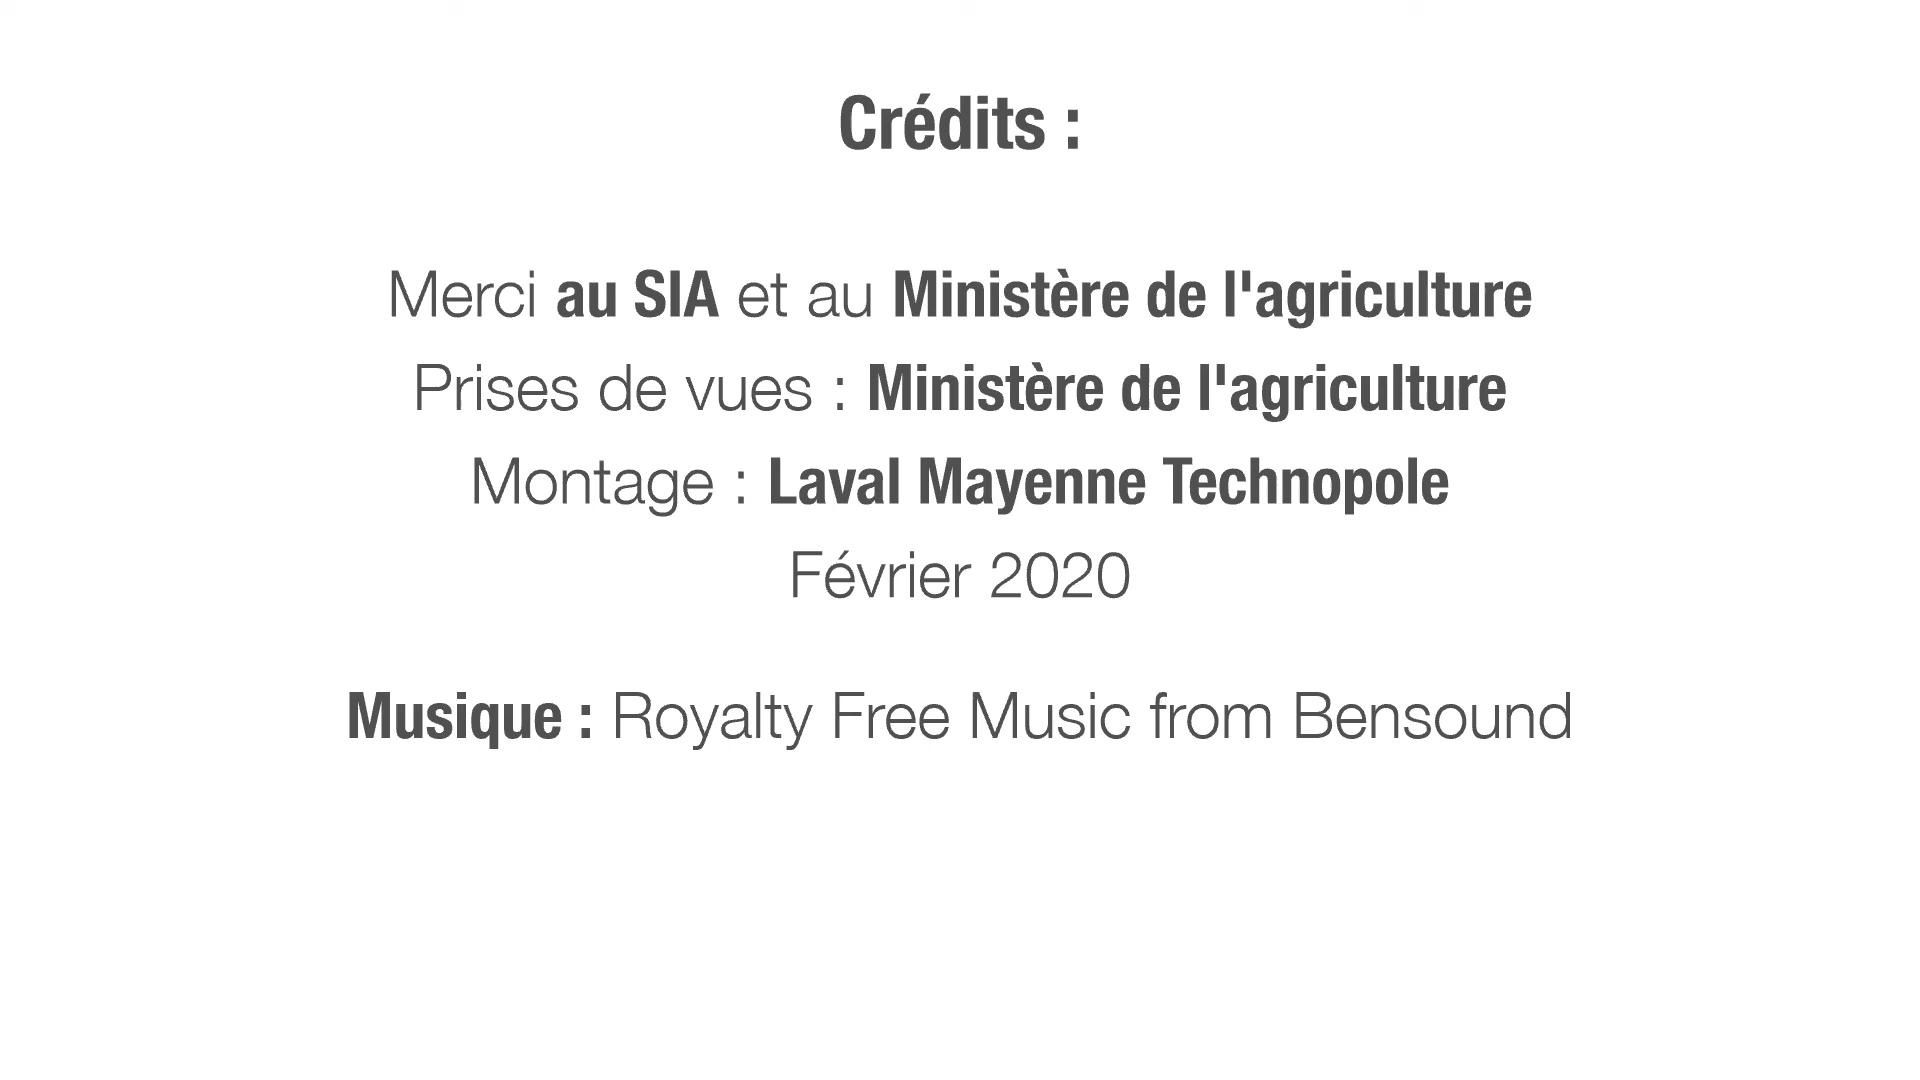 Crédits :
Merci au SIA et au Ministère de l'agriculture
Prises de vues : Ministère de l'agriculture
Montage : Laval Mayenne Technopole
Février 2020
Musique : Royalty Free Music from Bensound